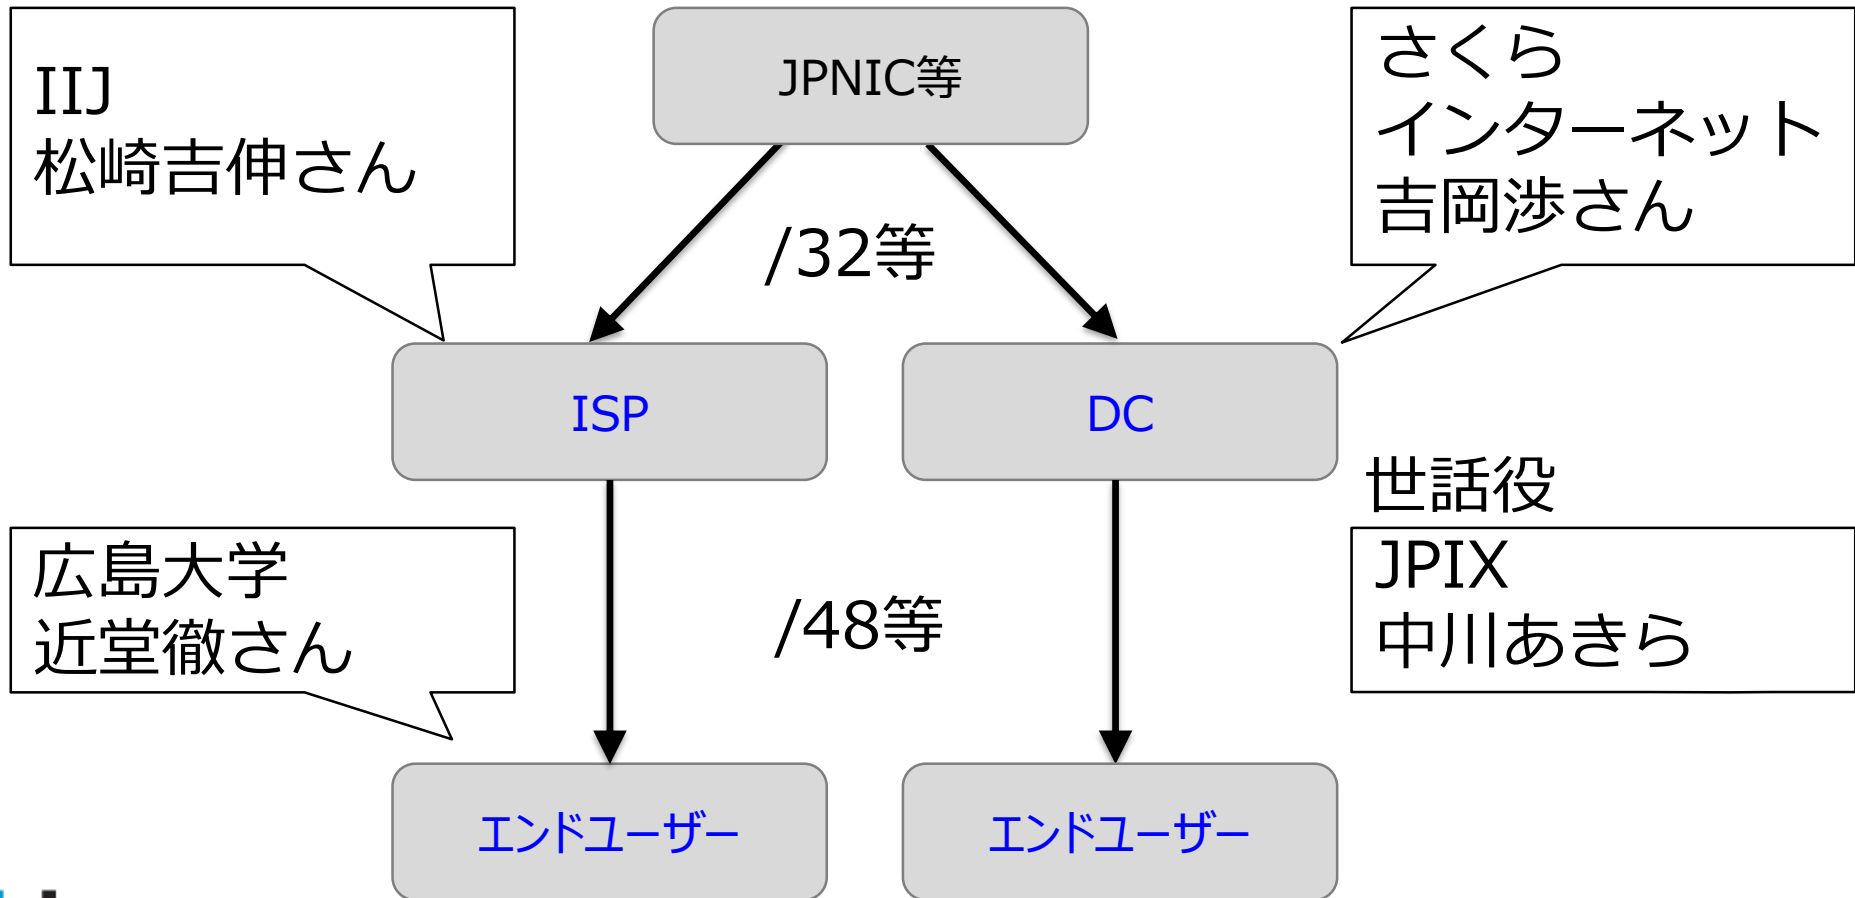 JPNIC等
IIJ
松崎吉伸さん
さくら
インターネット
吉岡渉さん
/32等
ISP
DC
世話役
JPIX
中川あきら
広島大学
近堂徹さん
/48等
エンドユーザー
エンドユーザー